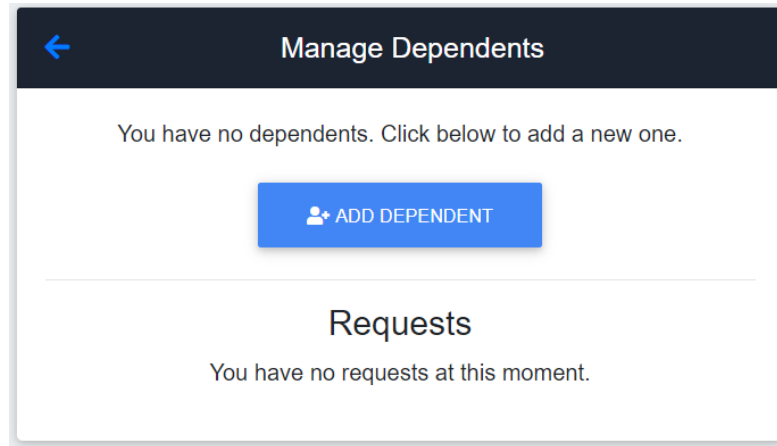 Manage Dependents
You have no dependents. Click below to add a new one.
ADD DEPENDENT
Requests
You have no requests at this moment.